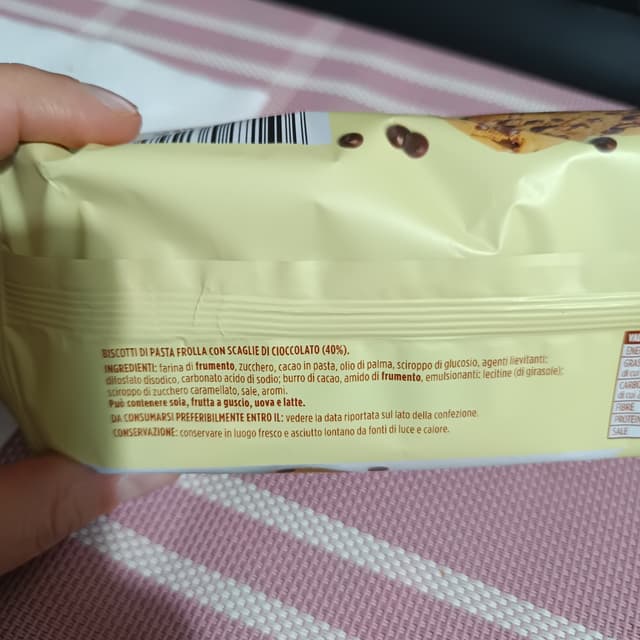 BISCOTTI DI PASTA FROLLA CON SCAGLIE DI CIOCCOLATO (40%).
INGREDIENTI: farina di frumento, zucchero, cacao in pasta, olio di palma, sciroppo di glucosio, agenti lievitanti:
difosfato disodico, carbonato acido di sodio; burro di cacao, amido di frumento, emulsionanti: lecitine (di girasole);
sciroppo di zucchero caramellato, sale, aromi.
Può contenere soia, frutta a guscio, uova e latte.
DA CONSUMARSI PREFERIBILMENTE ENTRO IL: vedere la data riportata sul lato della confezione.
CONSERVAZIONE: conservare in luogo fresco e asciutto lontano da fonti di luce e calore.
di cui
FIBRE
SALE